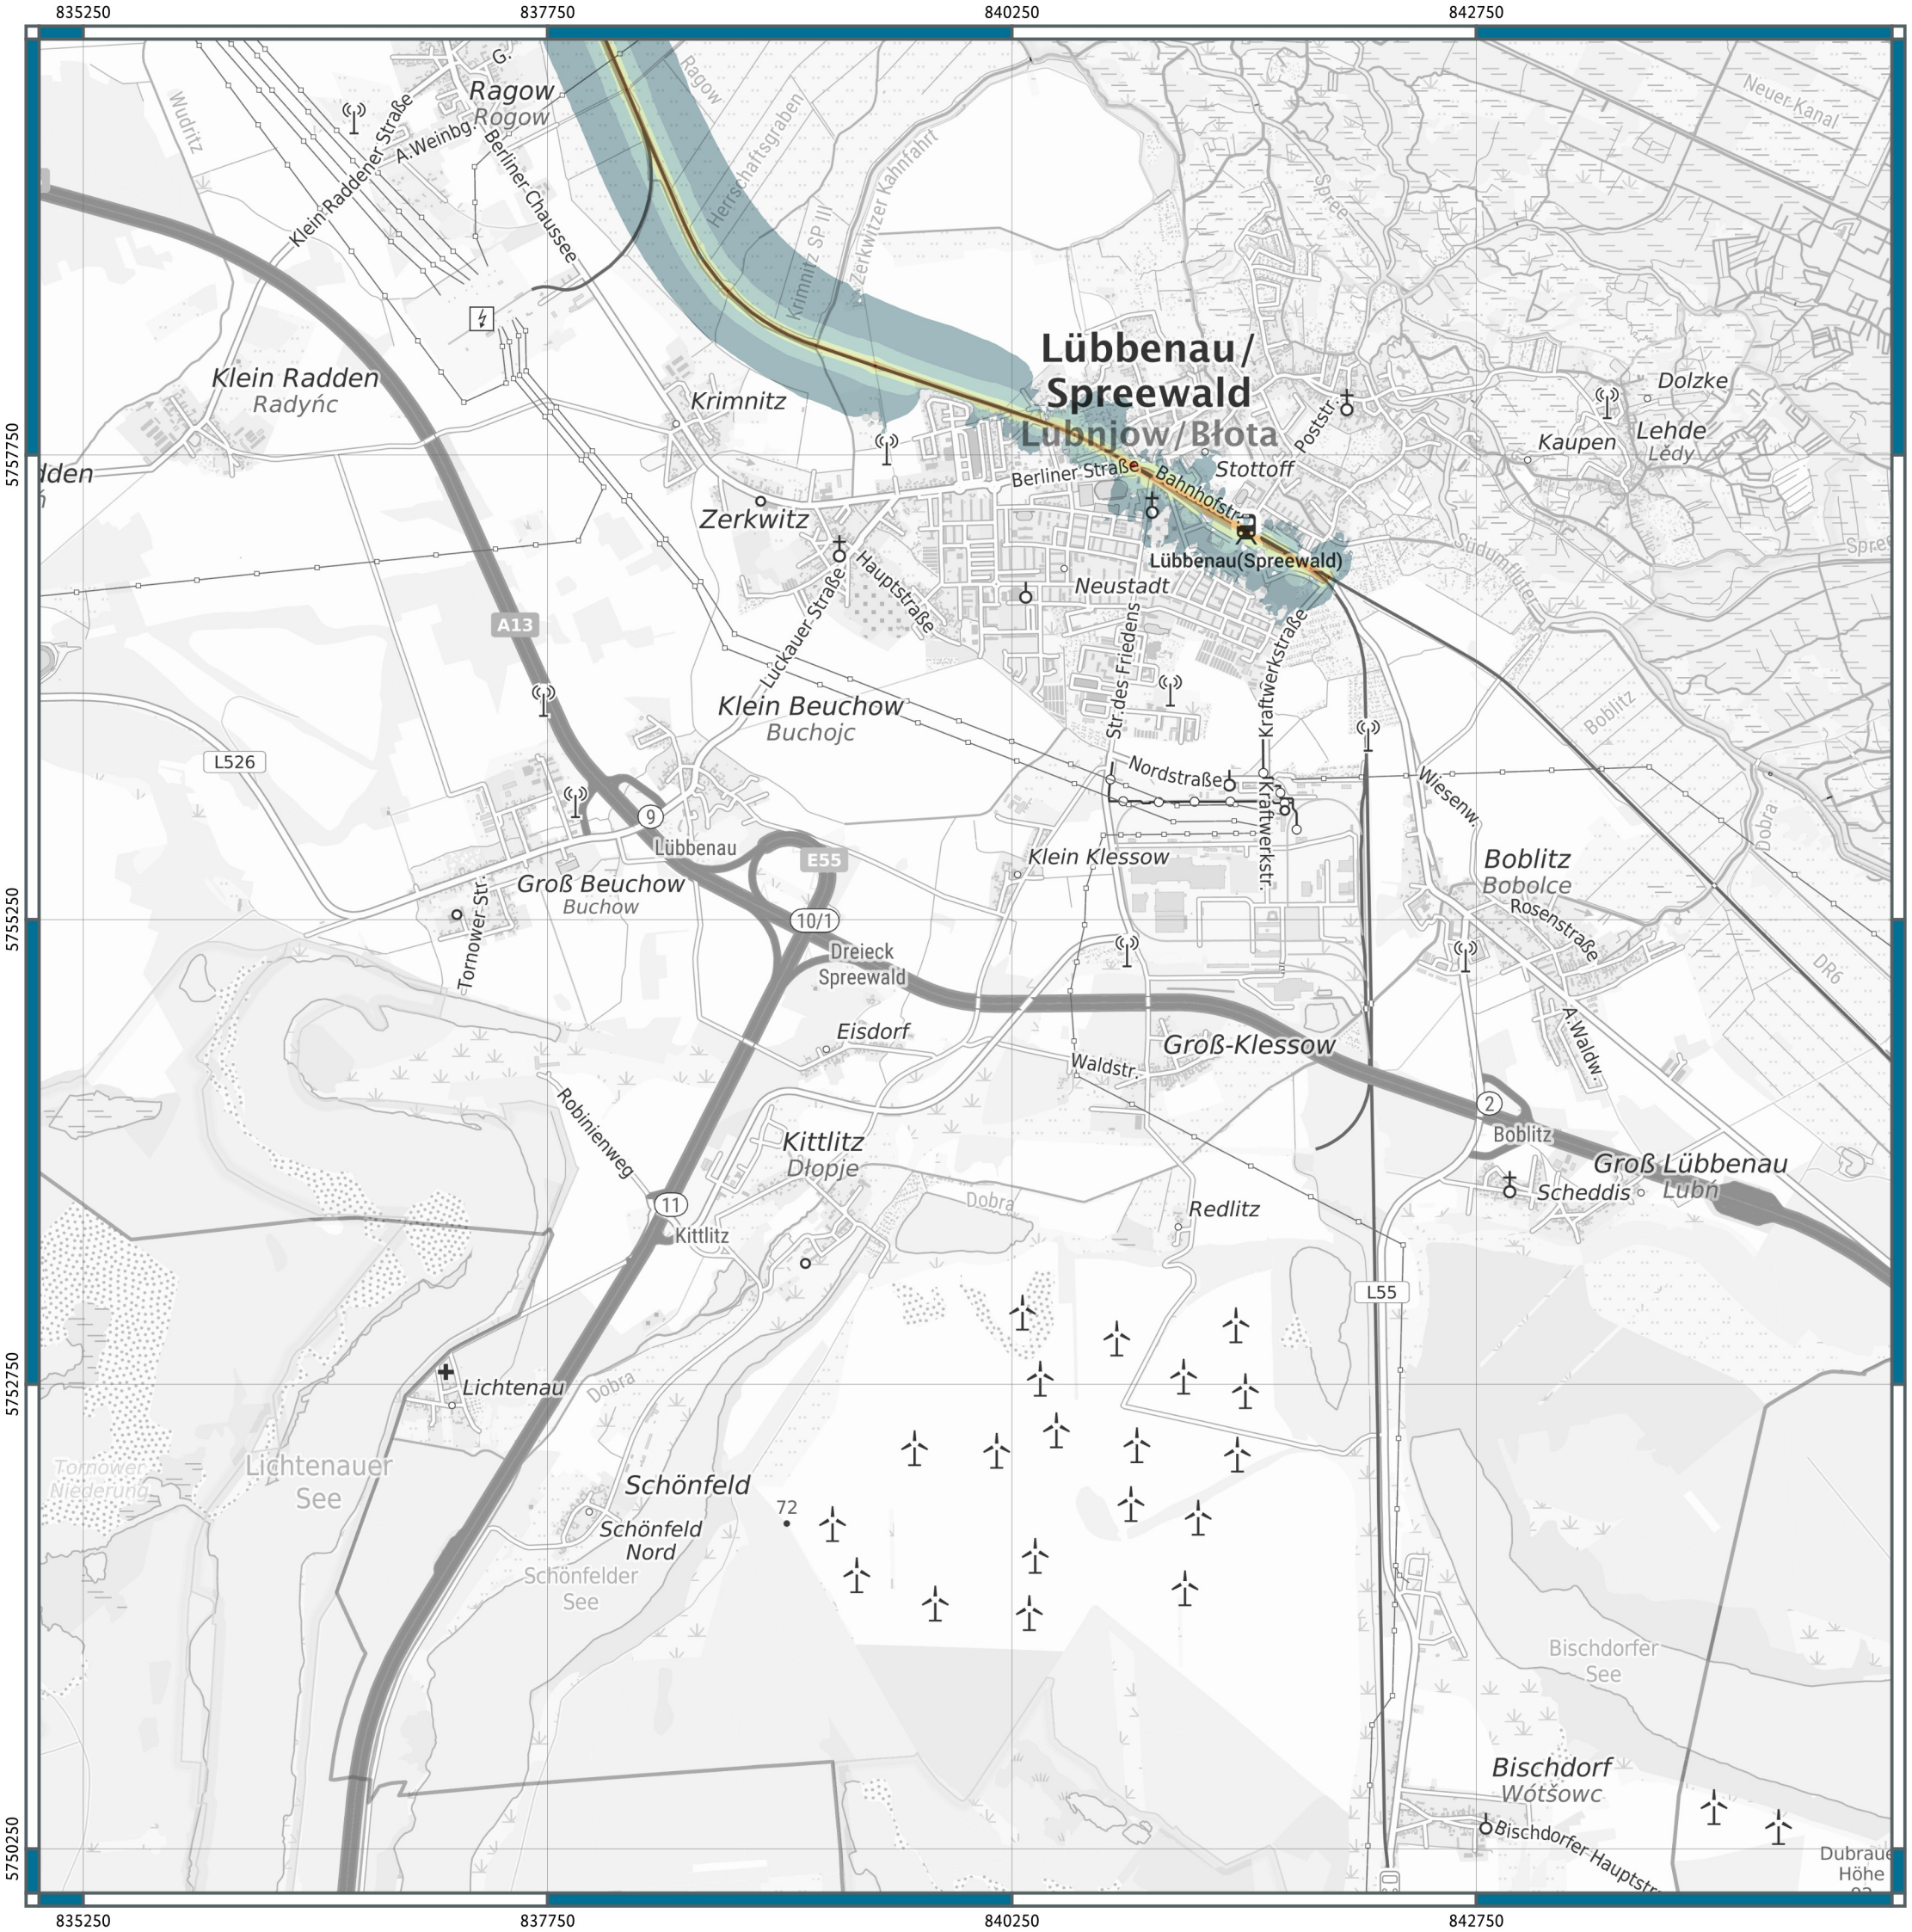 835250
837750
840250
842750
G.
Ragow
Rogow
Ragow
Wudritz
Klein Raddener Straße
A.Weinbg.
Berliner Chaussee
Herrschaftsgraben
Krimnitz SP III
Zerkwitzer Kahnfahrt
Spree
Neuer Kanal
Lübbenau/
Spreewald
Lubnjow/Błota
Klein Radden
Radyńc
Krimnitz
Dolzke
Poststr.
Kaupen
Lehde
Lědy
5757750
5757750
dden
Berliner Straße
Bahnhofstr.
Stottoff
Zerkwitz
Lübbenau(Spreewald)
Südumfluter
Spree
Hauptstraße
Neustadt
A13
Luckauer Straße
Str.des Friedens
Kraftwerkstraße
Klein Beuchow
Buchojc
Boblitz
L526
Nordstraße
Wiesenw.
Kraftwerkstr.
Dobra
9
Lübbenau
E55
Klein Klessow
Boblitz
Bobolce
Groß Beuchow
Buchow
Rosenstraße
5755250
10/1
Tornower Str.
Dreieck
Spreewald
DR6
Eisdorf
Groß-Klessow
A.Waldw.
Waldstr.
Robinienweg
2
Boblitz
Kittlitz
Dłopje
Groß Lübbenau
Lubń
Scheddis
11
Kittlitz
Dobra
Redlitz
L55
5752750
Lichtenau
Dobra
Tornower
Niederung
Lichtenauer
See
Schönfeld
72
Schönfeld
Nord
Schönfelder
See
Bischdorfer
See
Bischdorf
Wótšowc
5750250
Bischdorfer Hauptstr
Dubrau
Höhe
835250
837750
840250
842750